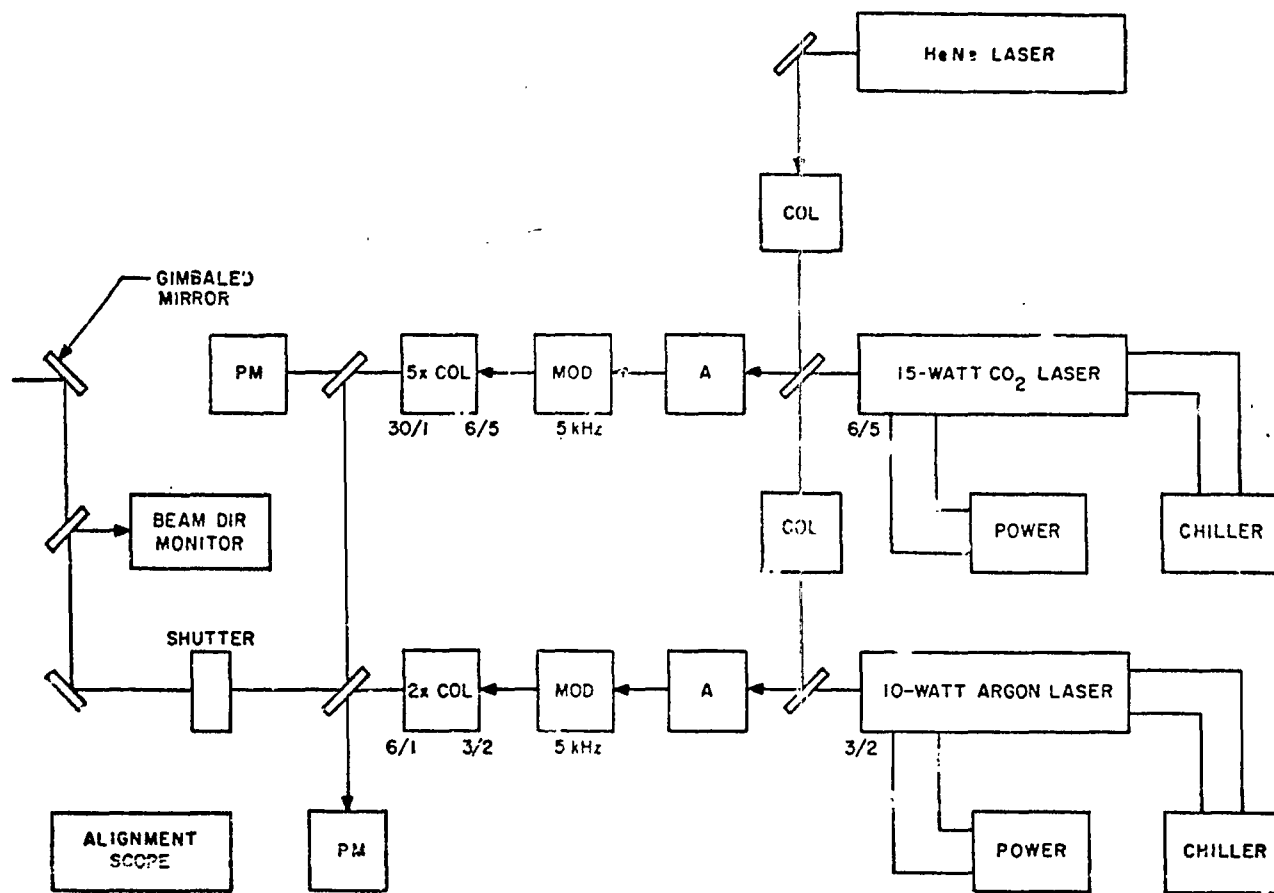 HeNe LASER
COL
GIMBALED
MIRROR
PM
5x COL
MOD
A
15-WATT CO2 LASER
30/1
6/5
5 kHz
6/5
BEAM DIR
MONITOR
COL
POWER
CHILLER
SHUTTER
2x COL
MOD
A
10-WATT ARGON LASER
6/1
3/2
5 kHz
3/2
ALIGNMENT
SCOPE
PM
POWER
CHILLER